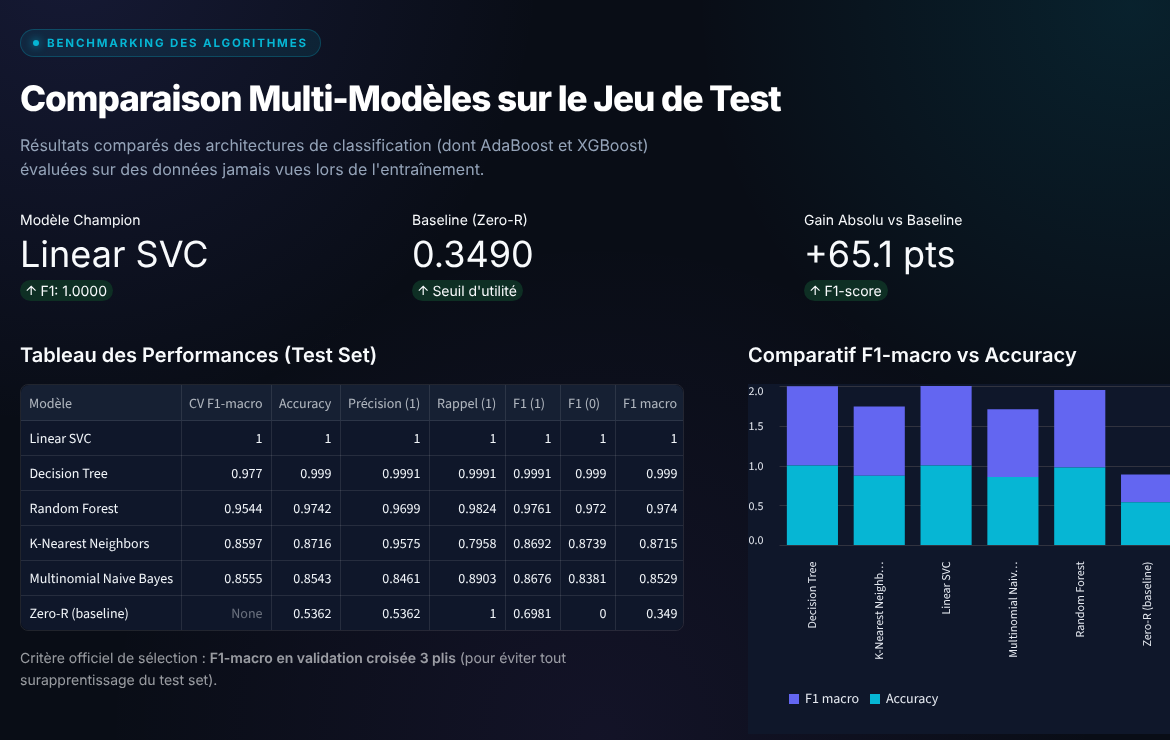 BENCHMARKING DES ALGORITHMES
Comparaison Multi-Modèles sur le Jeu de Test
Résultats comparés des architectures de classification (dont AdaBoost et XGBoost)
évaluées sur des données jamais vues lors de l'entraînement.
Modèle Champion
Linear SVC
↑ F1: 1.0000
Baseline (Zero-R)
0.3490
↑ Seuil d'utilité
Gain Absolu vs Baseline
+65.1 pts
↑ F1-score
Tableau des Performances (Test Set)
Modèle CV F1-macro Accuracy Précision (1) Rappel (1) F1 (1) F1 (0) F1 macro
Linear SVC 1 1 1 1 1 1 1
Decision Tree 0.977 0.999 0.9991 0.9991 0.9991 0.999 0.999
Random Forest 0.9544 0.9742 0.9699 0.9824 0.9761 0.972 0.974
K-Nearest Neighbors 0.8597 0.8716 0.9575 0.7958 0.8692 0.8739 0.8715
Multinomial Naive Bayes 0.8555 0.8543 0.8461 0.8903 0.8676 0.8381 0.8529
Zero-R (baseline) None 0.5362 0.5362 1 0.6981 0 0.349
Critère officiel de sélection : F1-macro en validation croisée 3 plis (pour éviter tout
surapprentissage du test set).
Comparatif F1-macro vs Accuracy
2.0
1.5
1.0
0.5
0.0
Decision Tree
K-Nearest Neighb…
Linear SVC
Multinomial Naiv…
Random Forest
Zero-R (baseline)
F1 macro
Accuracy